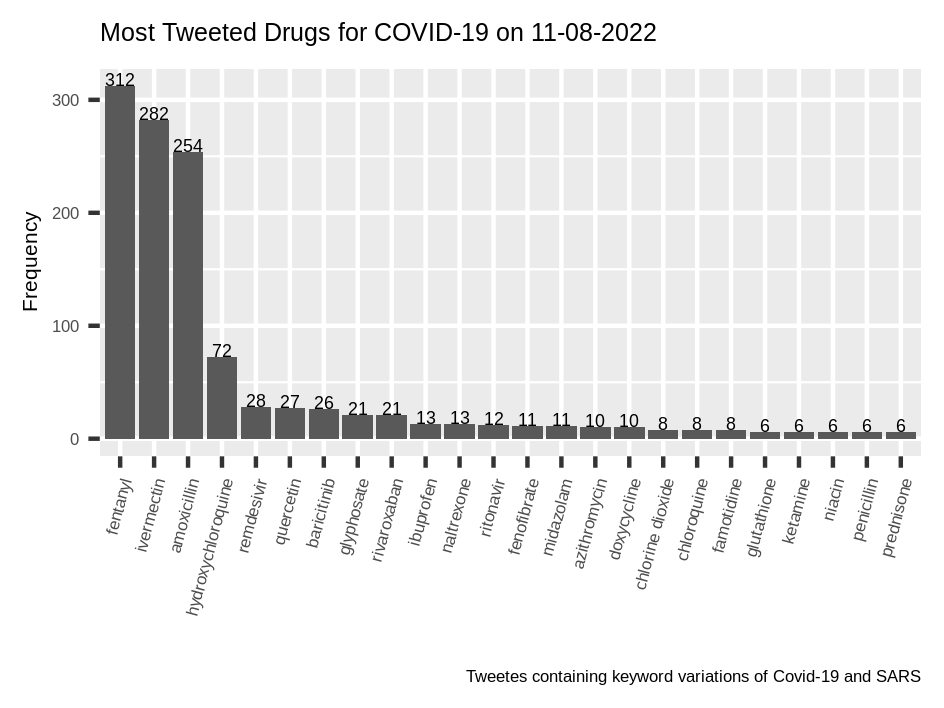 Most Tweeted Drugs for COVID-19 on 11-08-2022
Frequency
300
200
100
0
312
282
254
72
28
27
26
21
21
13
13
12
11
11
10
10
8
8
8
6
6
6
6
6
fentanyl
ivermectin
amoxicillin
hydroxychloroquine
remdesivir
quercetin
baricitinib
glyphosate
rivaroxaban
ibuprofen
naltrexone
ritonavir
fenofibrate
midazolam
azithromycin
doxycycline
chlorine dioxide
chloroquine
famotidine
glutathione
ketamine
niacin
penicillin
prednisone
Tweetes containing keyword variations of Covid-19 and SARS